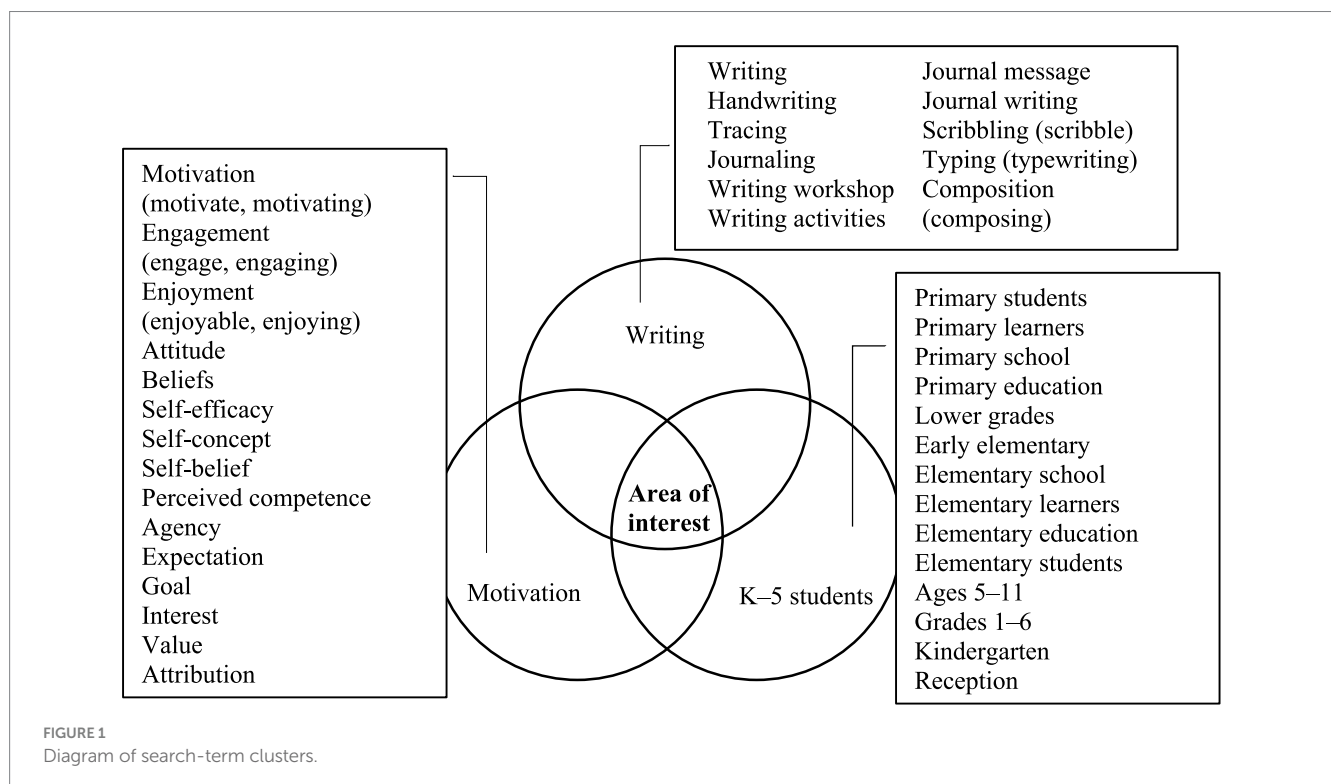 Writing
Handwriting
Tracing
Journaling
Writing workshop
Writing activities
Journal message
Journal writing
Scribbling (scribble)
Typing (typewriting)
Composition
(composing)
Motivation
(motivate, motivating)
Engagement
(engage, engaging)
Enjoyment
(enjoyable, enjoying)
Attitude
Beliefs
Self-efficacy
Self-concept
Self-belief
Perceived competence
Agency
Expectation
Goal
Interest
Value
Attribution
Primary students
Primary learners
Primary school
Primary education
Lower grades
Early elementary
Elementary school
Elementary learners
Elementary education
Elementary students
Ages 5–11
Grades 1–6
Kindergarten
Reception
Writing
Area of
interest
Motivation
K–5 students
FIGURE 1
Diagram of search-term clusters.